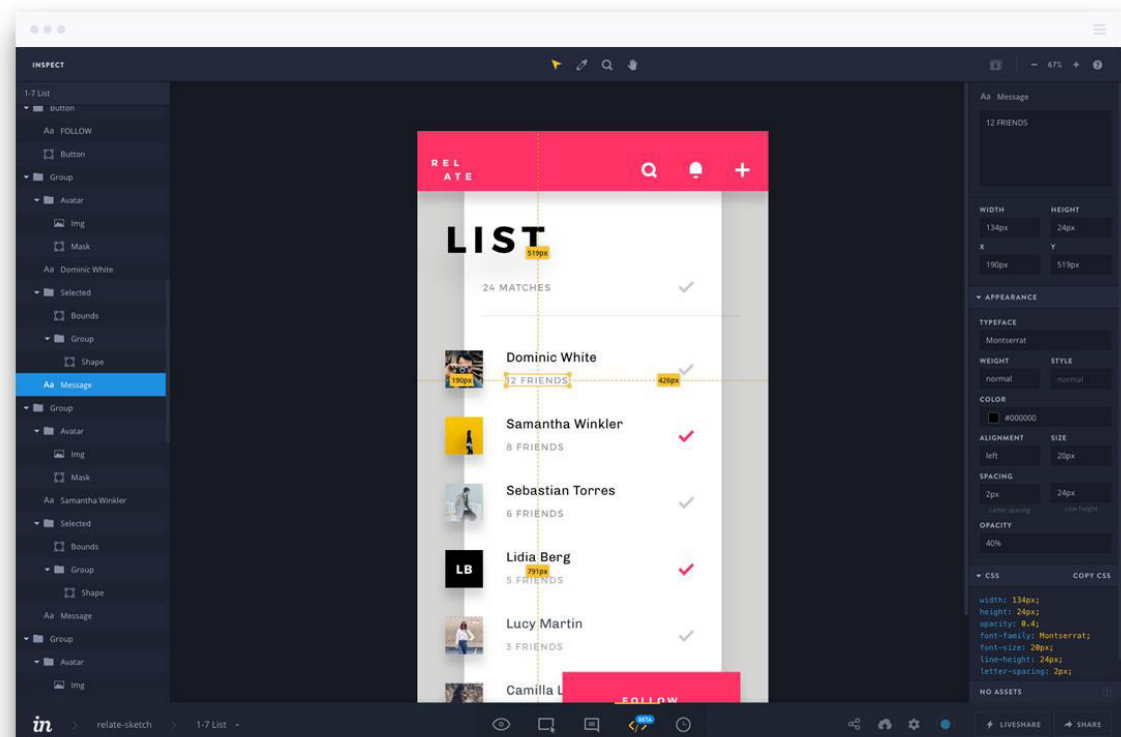 INSPECT
67%
1-7 List
Button
Aa FOLLOW
Button
Group
Avatar
Img
Mask
Aa Dominic White
Selected
Bounds
Group
Shape
Aa Message
Group
Avatar
Img
Mask
Aa Samantha Winkler
Selected
Bounds
Group
Shape
Aa Message
Group
Avatar
Img
REL
ATE
LIST
519px
24 MATCHES
Dominic White
190px
12 FRIENDS
426px
Samantha Winkler
8 FRIENDS
Sebastian Torres
6 FRIENDS
LB
Lidia Berg
791px
5 FRIENDS
Lucy Martin
3 FRIENDS
Camilla L
FOLLOW
Aa Message
12 FRIENDS
WIDTH HEIGHT
134px 24px
X Y
190px 519px
APPEARANCE
TYPEFACE
Montserrat
WEIGHT STYLE
normal normal
COLOR
#000000
ALIGNMENT SIZE
left 20px
SPACING
2px 24px
Letter spacing Line height
OPACITY
40%
CSS COPY CSS
width: 134px;
height: 24px;
opacity: 0.4;
font-family: Montserrat;
font-size: 20px;
line-height: 24px;
letter-spacing: 2px;
NO ASSETS
in relate-sketch 1-7 List
BETA
LIVESHARE SHARE